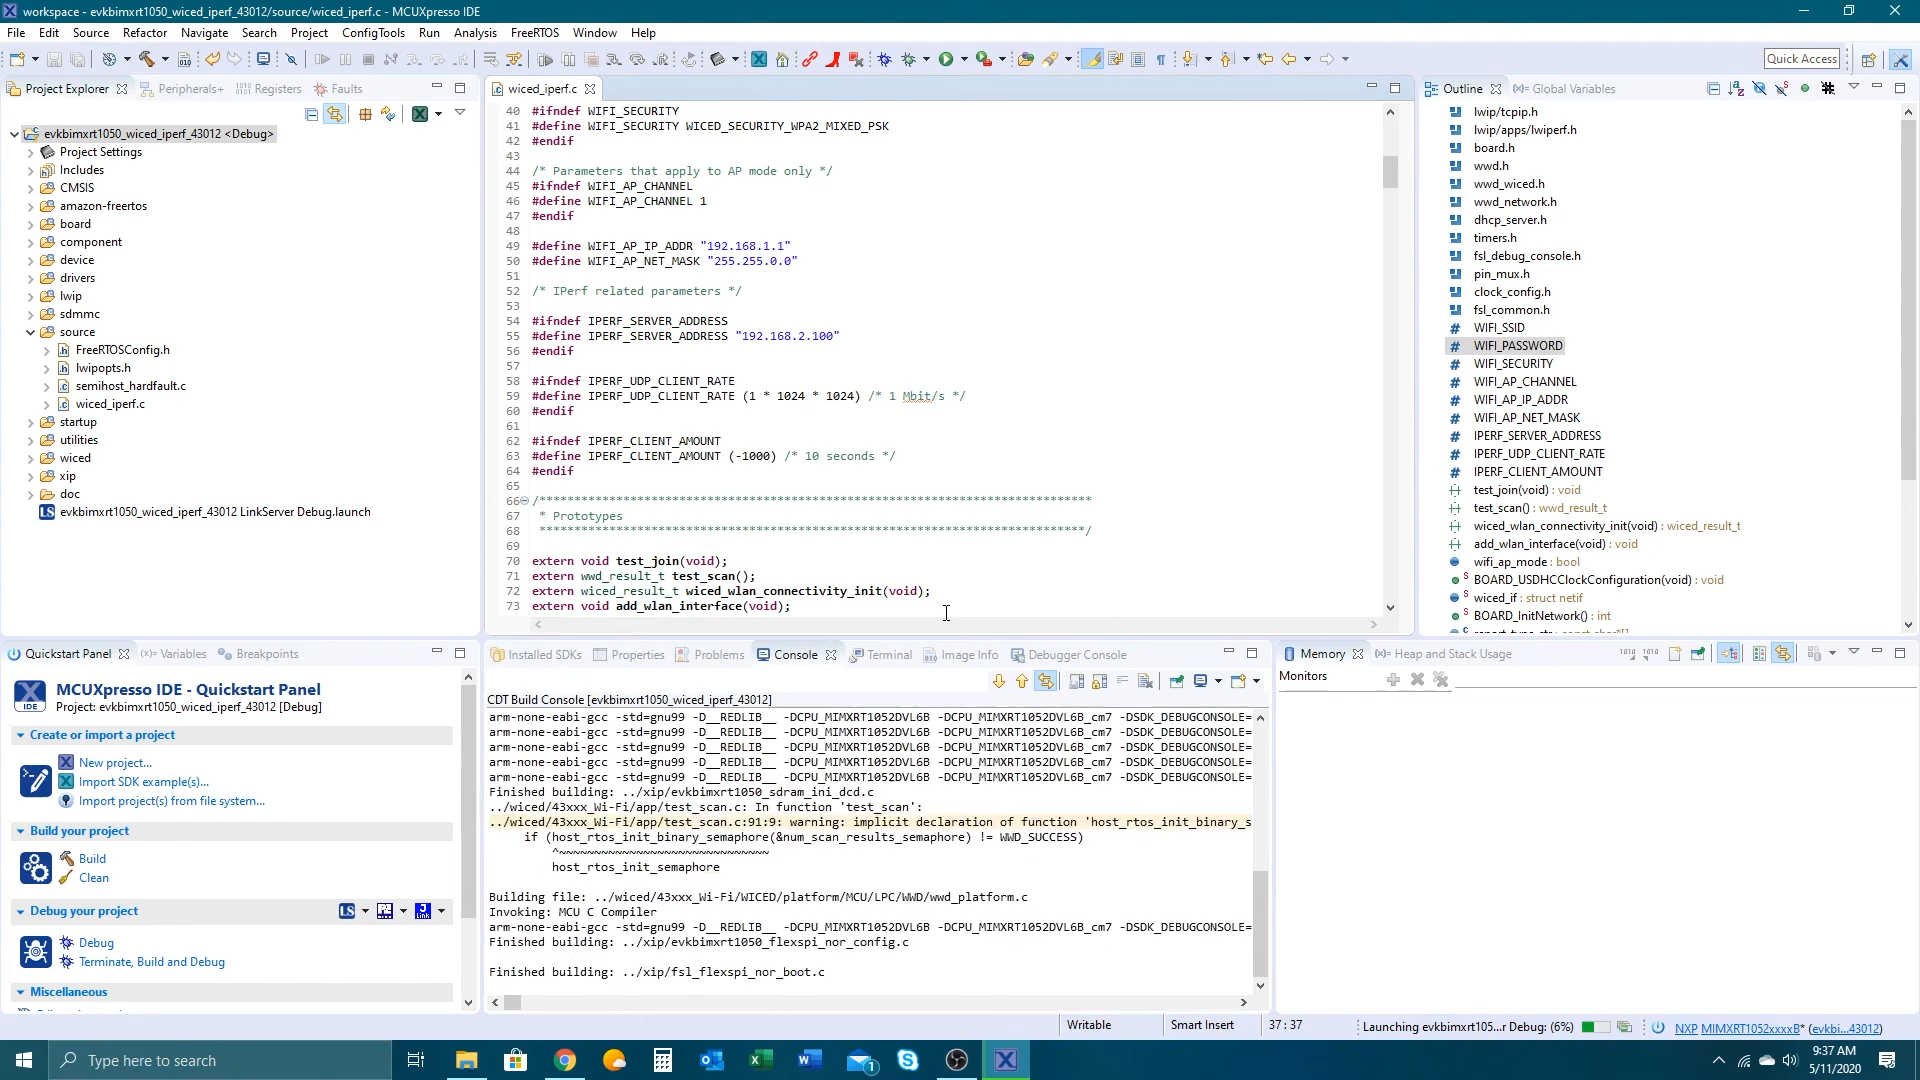 workspace - evkbimxrt1050_wiced_iperf_43012/source/wiced_iperf.c - MCUXpresso IDE
File Edit Source Refactor Navigate Search Project ConfigTools Run Analysis FreeRTOS Window Help
Quick Access
Project Explorer Peripherals+ Registers Faults
evkbimxrt1050_wiced_iperf_43012 <Debug>
Project Settings
Includes
CMSIS
amazon-freertos
board
component
device
drivers
lwip
sdmmc
source
FreeRTOSConfig.h
lwipopts.h
semihost_hardfault.c
wiced_iperf.c
startup
utilities
wiced
xip
doc
LS evkbimxrt1050_wiced_iperf_43012 LinkServer Debug.launch
wiced_iperf.c
40 #ifndef WIFI_SECURITY
41 #define WIFI_SECURITY WICED_SECURITY_WPA2_MIXED_PSK
42 #endif
43
44 /* Parameters that apply to AP mode only */
45 #ifndef WIFI_AP_CHANNEL
46 #define WIFI_AP_CHANNEL 1
47 #endif
48
49 #define WIFI_AP_IP_ADDR "192.168.1.1"
50 #define WIFI_AP_NET_MASK "255.255.0.0"
51
52 /* IPerf related parameters */
53
54 #ifndef IPERF_SERVER_ADDRESS
55 #define IPERF_SERVER_ADDRESS "192.168.2.100"
56 #endif
57
58 #ifndef IPERF_UDP_CLIENT_RATE
59 #define IPERF_UDP_CLIENT_RATE (1 * 1024 * 1024) /* 1 Mbit/s */
60 #endif
61
62 #ifndef IPERF_CLIENT_AMOUNT
63 #define IPERF_CLIENT_AMOUNT (-1000) /* 10 seconds */
64 #endif
65
66 /*******************************************************************************
67 * Prototypes
68 ******************************************************************************/
69
70 extern void test_join(void);
71 extern wwd_result_t test_scan();
72 extern wiced_result_t wiced_wlan_connectivity_init(void);
73 extern void add_wlan_interface(void);
Outline Global Variables
lwip/tcpip.h
lwip/apps/lwiperf.h
board.h
wwd.h
wwd_wiced.h
wwd_network.h
dhcp_server.h
timers.h
fsl_debug_console.h
pin_mux.h
clock_config.h
fsl_common.h
WIFI_SSID
WIFI_PASSWORD
WIFI_SECURITY
WIFI_AP_CHANNEL
WIFI_AP_IP_ADDR
WIFI_AP_NET_MASK
IPERF_SERVER_ADDRESS
IPERF_UDP_CLIENT_RATE
IPERF_CLIENT_AMOUNT
test_join(void) : void
test_scan() : wwd_result_t
wiced_wlan_connectivity_init(void) : wiced_result_t
add_wlan_interface(void) : void
wifi_ap_mode : bool
BOARD_USDHCClockConfiguration(void) : void
wiced_if : struct netif
BOARD_InitNetwork() : int
Quickstart Panel Variables Breakpoints
IDE
MCUXpresso IDE - Quickstart Panel
Project: evkbimxrt1050_wiced_iperf_43012 [Debug]
Create or import a project
New project...
Import SDK example(s)...
Import project(s) from file system...
Build your project
Build
Clean
Debug your project
Debug
Terminate, Build and Debug
Miscellaneous
Installed SDKs Properties Problems Console Terminal Image Info Debugger Console
CDT Build Console [evkbimxrt1050_wiced_iperf_43012]
arm-none-eabi-gcc -std=gnu99 -D__REDLIB__ -DCPU_MIMXRT1052DVL6B -DCPU_MIMXRT1052DVL6B_cm7 -DSDK_DEBUGCONSOLE=
arm-none-eabi-gcc -std=gnu99 -D__REDLIB__ -DCPU_MIMXRT1052DVL6B -DCPU_MIMXRT1052DVL6B_cm7 -DSDK_DEBUGCONSOLE=
arm-none-eabi-gcc -std=gnu99 -D__REDLIB__ -DCPU_MIMXRT1052DVL6B -DCPU_MIMXRT1052DVL6B_cm7 -DSDK_DEBUGCONSOLE=
arm-none-eabi-gcc -std=gnu99 -D__REDLIB__ -DCPU_MIMXRT1052DVL6B -DCPU_MIMXRT1052DVL6B_cm7 -DSDK_DEBUGCONSOLE=
arm-none-eabi-gcc -std=gnu99 -D__REDLIB__ -DCPU_MIMXRT1052DVL6B -DCPU_MIMXRT1052DVL6B_cm7 -DSDK_DEBUGCONSOLE=
Finished building: ../xip/evkbimxrt1050_sdram_ini_dcd.c
../wiced/43xxx_Wi-Fi/app/test_scan.c: In function 'test_scan':
../wiced/43xxx_Wi-Fi/app/test_scan.c:91:9: warning: implicit declaration of function 'host_rtos_init_binary_s
if (host_rtos_init_binary_semaphore(&num_scan_results_semaphore) != WWD_SUCCESS)
^~~~~~~~~~~~~~~~~~~~~~~~~~~~~~~
host_rtos_init_semaphore
Building file: ../wiced/43xxx_Wi-Fi/WICED/platform/MCU/LPC/WWD/wwd_platform.c
Invoking: MCU C Compiler
arm-none-eabi-gcc -std=gnu99 -D__REDLIB__ -DCPU_MIMXRT1052DVL6B -DCPU_MIMXRT1052DVL6B_cm7 -DSDK_DEBUGCONSOLE=
Finished building: ../xip/evkbimxrt1050_flexspi_nor_config.c
Finished building: ../xip/fsl_flexspi_nor_boot.c
Memory Heap and Stack Usage
Monitors
Writable Smart Insert 37 : 37 Launching evkbimxrt105...r Debug: (6%) NXP MIMXRT1052xxxxB* (evkbi...43012)
Type here to search
9:37 AM
5/11/2020